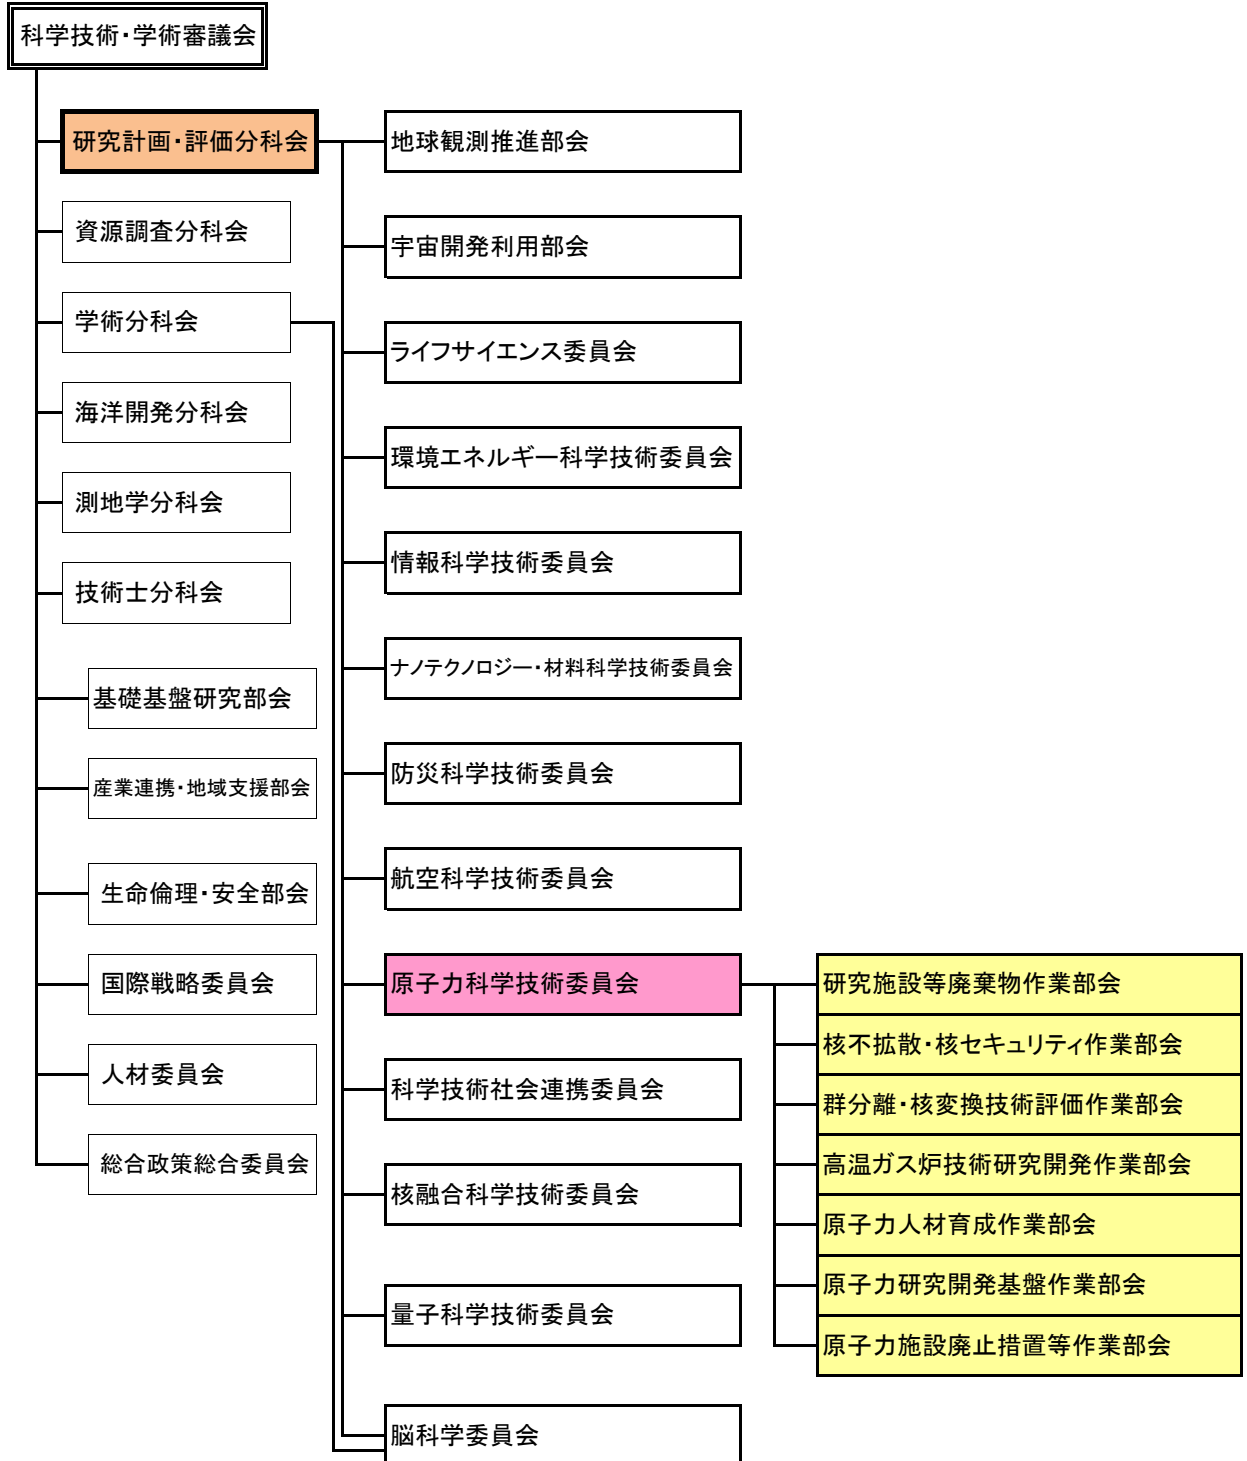 科学技術・学術審議会
研究計画・評価分科会
資源調査分科会
学術分科会
海洋開発分科会
測地学分科会
技術士分科会
基礎基盤研究部会
産業連携・地域支援部会
生命倫理・安全部会
国際戦略委員会
人材委員会
総合政策総合委員会
地球観測推進部会
宇宙開発利用部会
ライフサイエンス委員会
環境エネルギー科学技術委員会
情報科学技術委員会
ナノテクノロジー・材料科学技術委員会
防災科学技術委員会
航空科学技術委員会
原子力科学技術委員会
科学技術社会連携委員会
核融合科学技術委員会
量子科学技術委員会
脳科学委員会
研究施設等廃棄物作業部会
核不拡散・核セキュリティ作業部会
群分離・核変換技術評価作業部会
高温ガス炉技術研究開発作業部会
原子力人材育成作業部会
原子力研究開発基盤作業部会
原子力施設廃止措置等作業部会